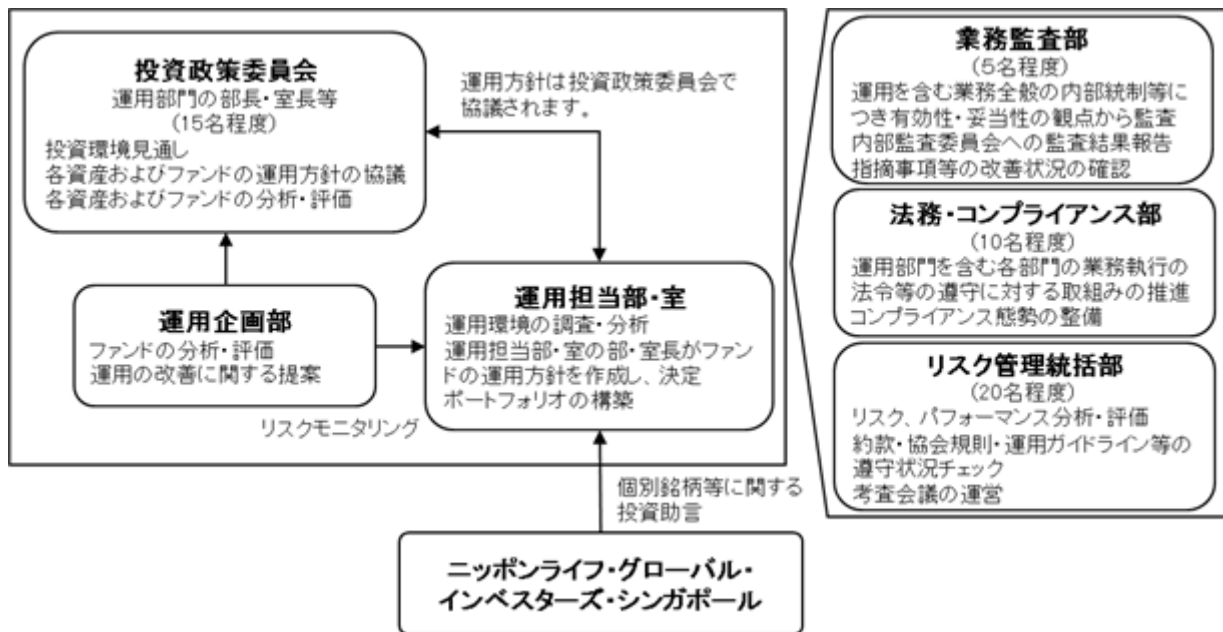 投資政策委員会
運用部門の部長・室長等
(15名程度)
投資環境見通し
各資産およびファンドの運用方針の協議
各資産およびファンドの分析・評価
運用方針は投資政策委員会で
協議されます。
運用企画部
ファンドの分析・評価
運用の改善に関する提案
リスクモニタリング
運用担当部・室
運用環境の調査・分析
運用担当部・室の部・室長がファン
ドの運用方針を作成し、決定
ポートフォリオの構築
個別銘柄等に関する
投資助言
ニッポンライフ・グローバル・
インベスターズ・シンガポール
業務監査部
(5名程度)
運用を含む業務全般の内部統制等に
つき有効性・妥当性の観点から監査
内部監査委員会への監査結果報告
指摘事項等の改善状況の確認
法務・コンプライアンス部
(10名程度)
運用部門を含む各部門の業務執行の
法令等の遵守に対する取組みの推進
コンプライアンス態勢の整備
リスク管理統括部
(20名程度)
リスク、パフォーマンス分析・評価
約款・協会規則・運用ガイドライン等の
遵守状況チェック
考査会議の運営